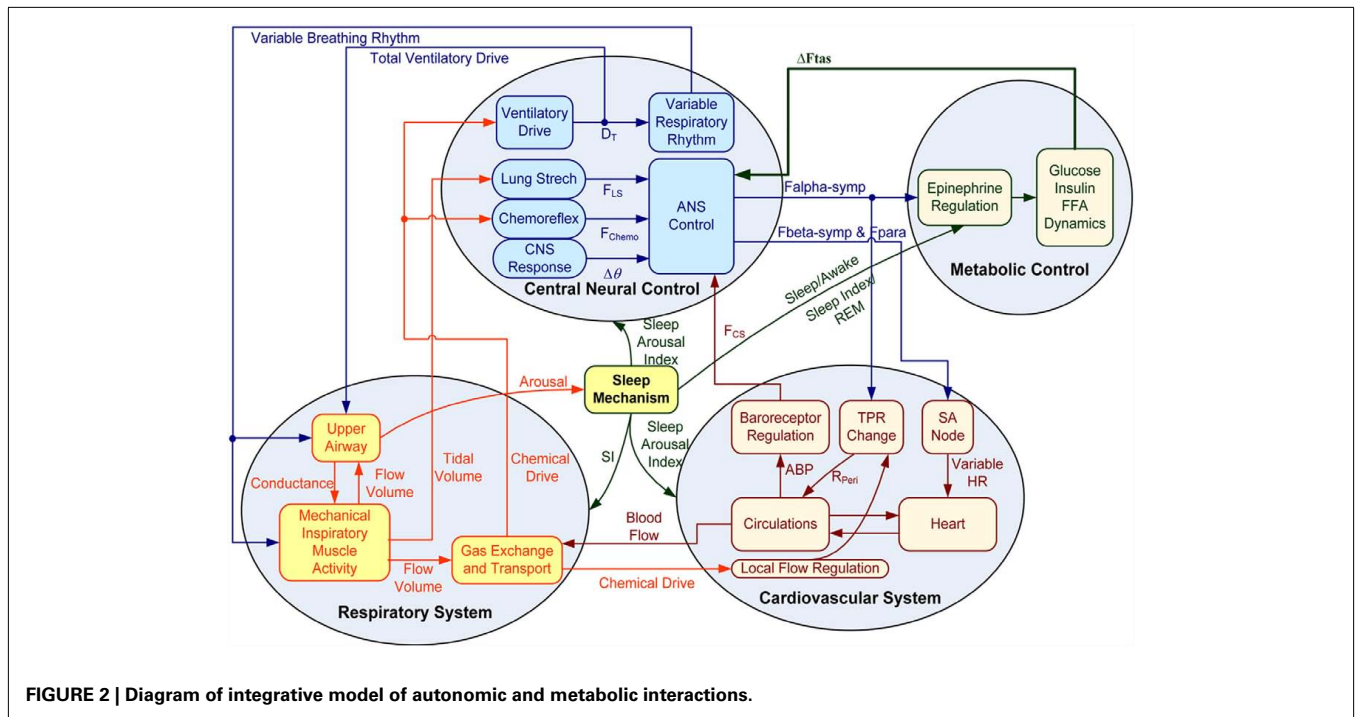 Variable Breathing Rhythm
Total Ventilatory Drive
ΔFtas
Ventilatory
Drive
D_T
Variable
Respiratory
Rhythm
Lung Strech
F_LS
Chemoreflex
F_Chemo
CNS
Response
Δθ
ANS
Control
Central Neural Control
Falpha-symp
Fbeta-symp & Fpara
Epinephrine
Regulation
Glucose
Insulin
FFA
Dynamics
Metabolic Control
Sleep/Awake
Sleep Index/
REM
Sleep
Arousal
Index
F_CS
Arousal
Sleep
Mechanism
Sleep
Arousal
Index
SI
Upper
Airway
Conductance
Flow
Volume
Tidal
Volume
Chemical
Drive
Mechanical
Inspiratory
Muscle
Activity
Flow
Volume
Gas Exchange
and Transport
Respiratory System
Blood
Flow
Chemical Drive
Baroreceptor
Regulation
TPR
Change
SA
Node
ABP
R_Peri
Variable
HR
Circulations
Heart
Local Flow Regulation
Cardiovascular System
FIGURE 2 | Diagram of integrative model of autonomic and metabolic interactions.